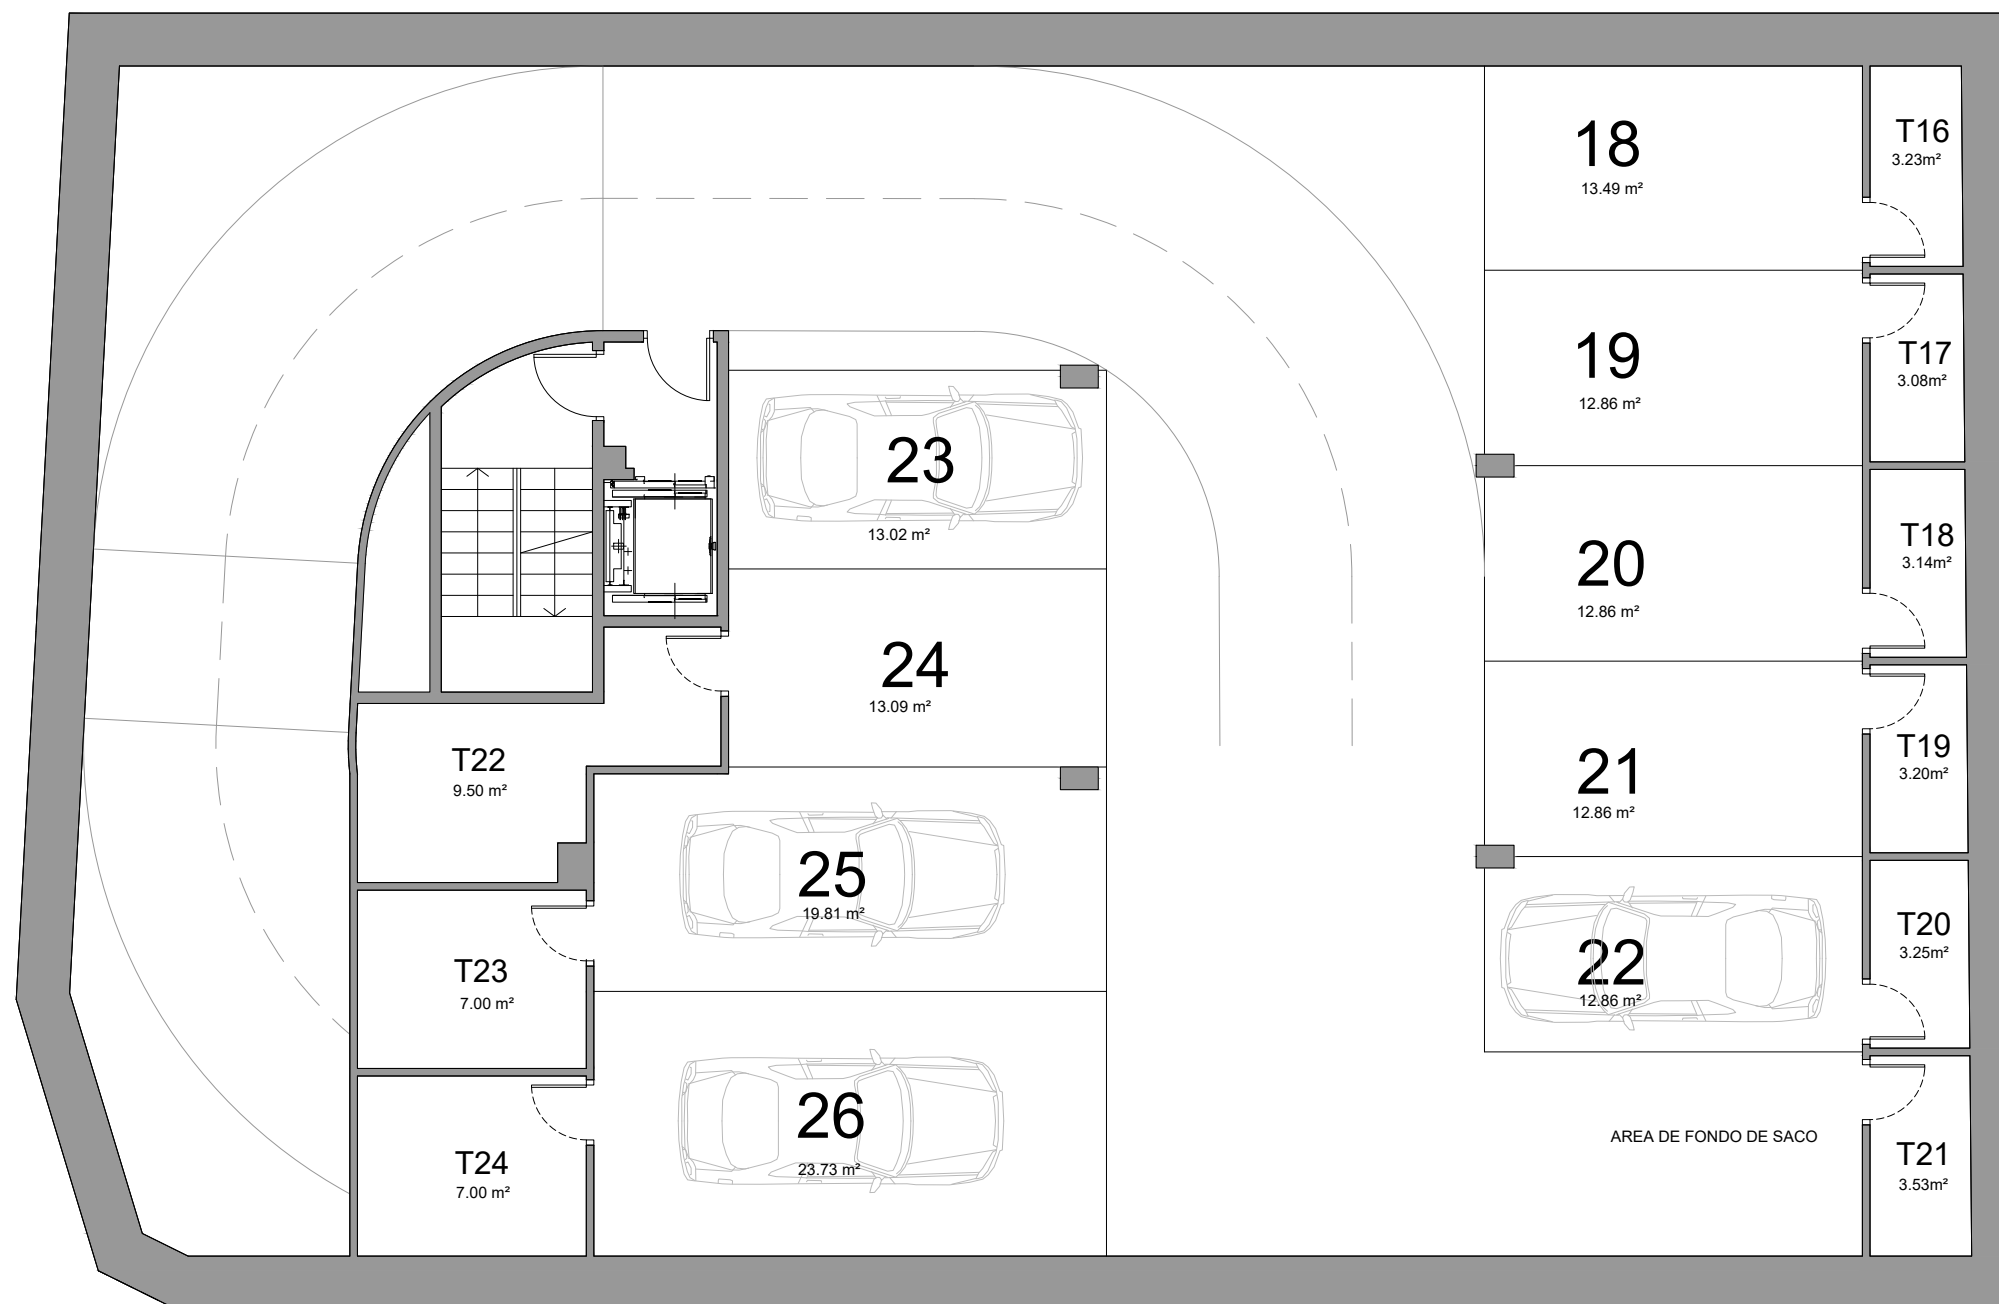 18
13.49 m²
T16
3.23m²
19
12.86 m²
T17
3.08m²
23
13.02 m²
20
12.86 m²
T18
3.14m²
24
13.09 m²
T22
9.50 m²
21
12.86 m²
T19
3.20m²
25
19.81 m²
22
12.86 m²
T20
3.25m²
T23
7.00 m²
26
23.73 m²
AREA DE FONDO DE SACO
T24
7.00 m²
T21
3.53m²